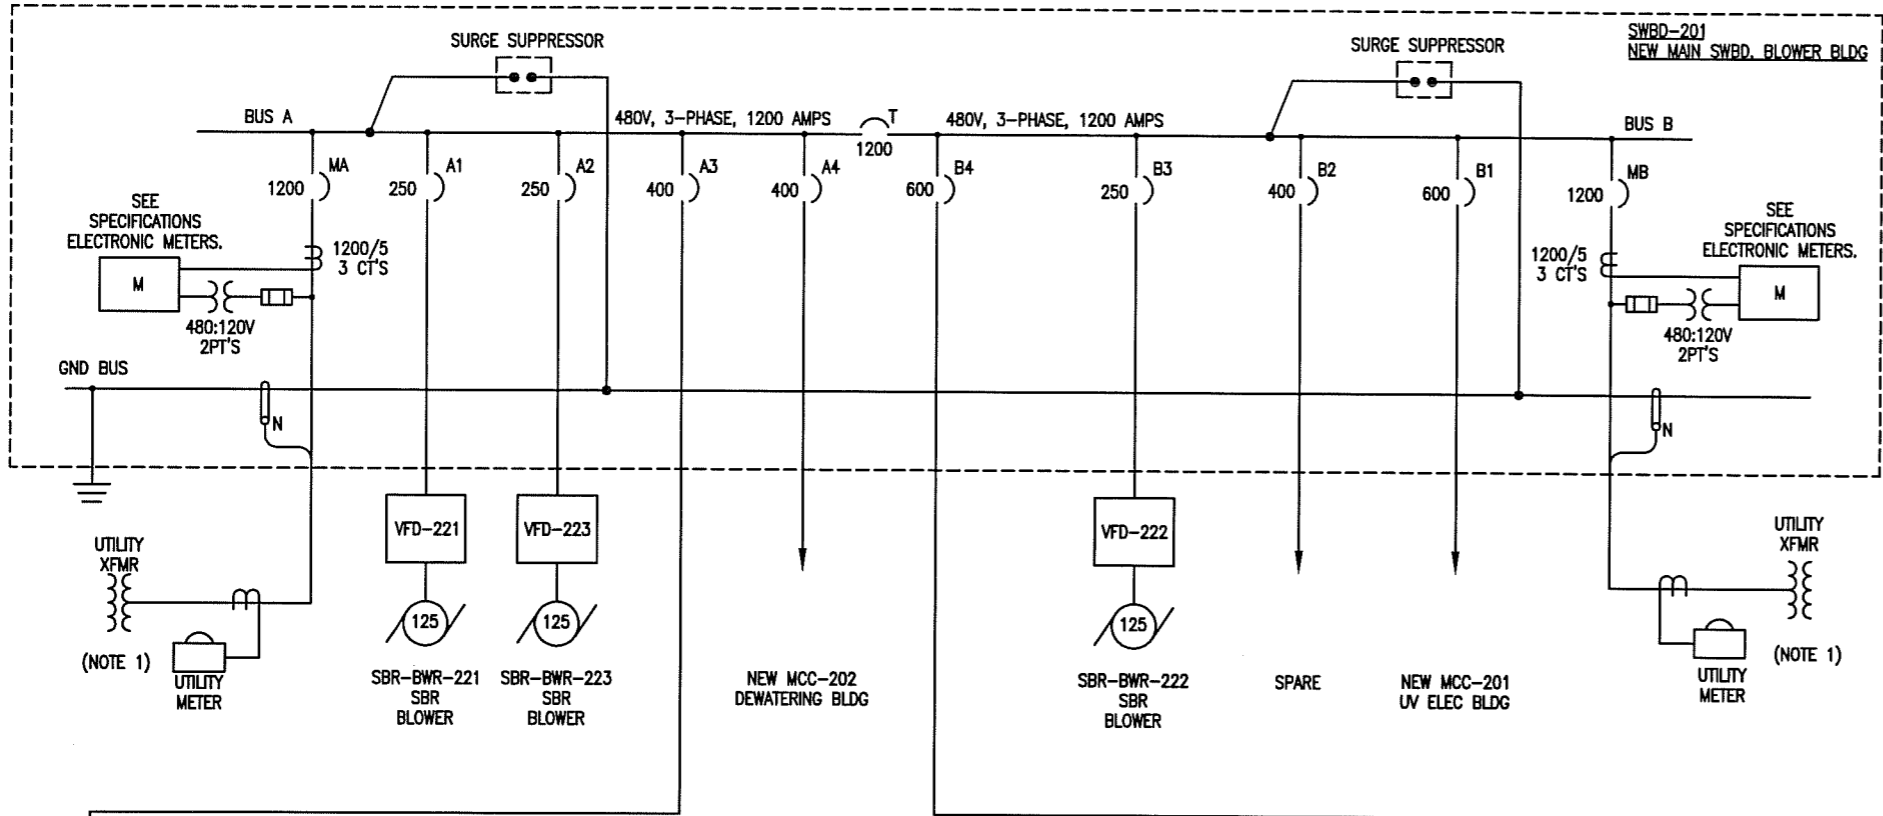 SWBD-201
NEW MAIN SWBD, BLOWER BLDG
SURGE SUPPRESSOR
SURGE SUPPRESSOR
BUS A
480V, 3-PHASE, 1200 AMPS
T
1200
480V, 3-PHASE, 1200 AMPS
BUS B
MA
1200
A1
250
A2
250
A3
400
A4
400
B4
600
B3
250
B2
400
B1
600
MB
1200
SEE
SPECIFICATIONS
ELECTRONIC METERS.
M
1200/5
3 CT'S
480:120V
2PT'S
SEE
SPECIFICATIONS
ELECTRONIC METERS.
M
1200/5
3 CT'S
480:120V
2PT'S
GND BUS
N
N
UTILITY
XFMR
(NOTE 1)
UTILITY
METER
VFD-221
125
SBR-BWR-221
SBR
BLOWER
VFD-223
125
SBR-BWR-223
SBR
BLOWER
NEW MCC-202
DEWATERING BLDG
VFD-222
125
SBR-BWR-222
SBR
BLOWER
SPARE
NEW MCC-201
UV ELEC BLDG
UTILITY
XFMR
(NOTE 1)
UTILITY
METER